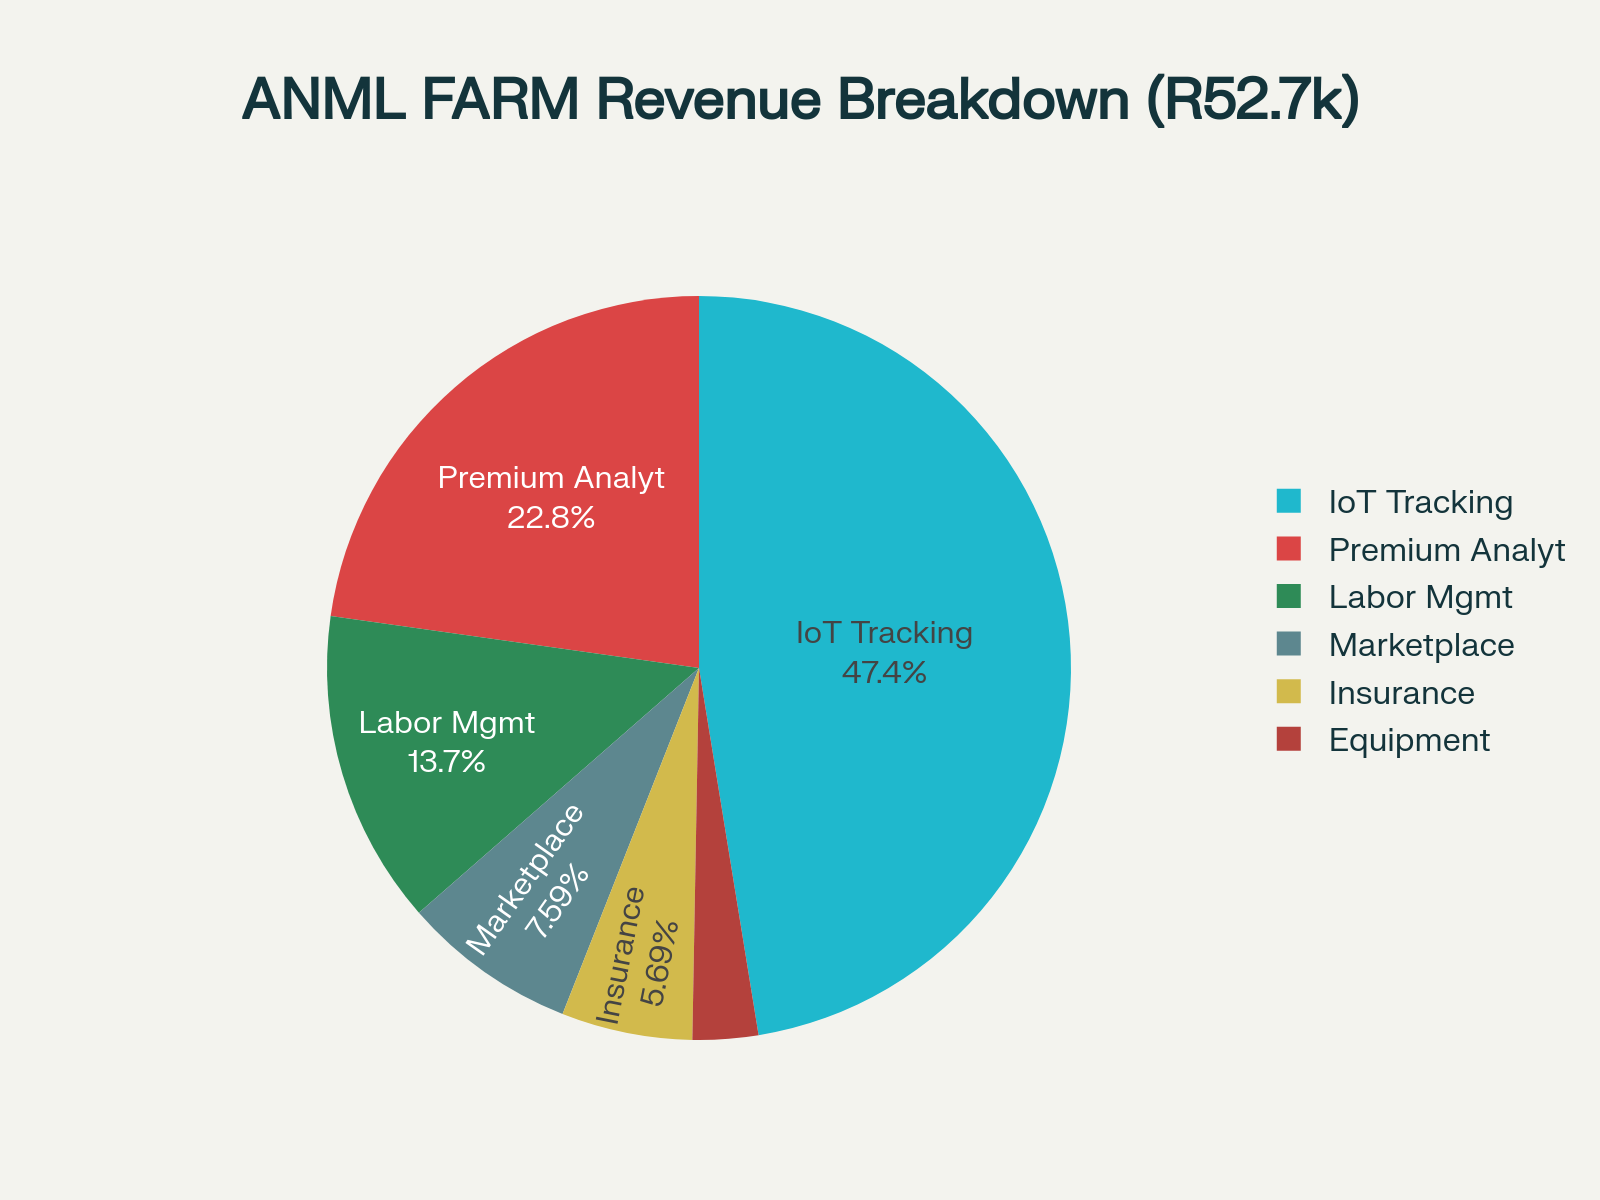 ANML FARM Revenue Breakdown (R52.7k)
Premium Analyt
22.8%
IoT Tracking
47.4%
Labor Mgmt
13.7%
Marketplace
7.59%
Insurance
5.69%
IoT Tracking
Premium Analyt
Labor Mgmt
Marketplace
Insurance
Equipment